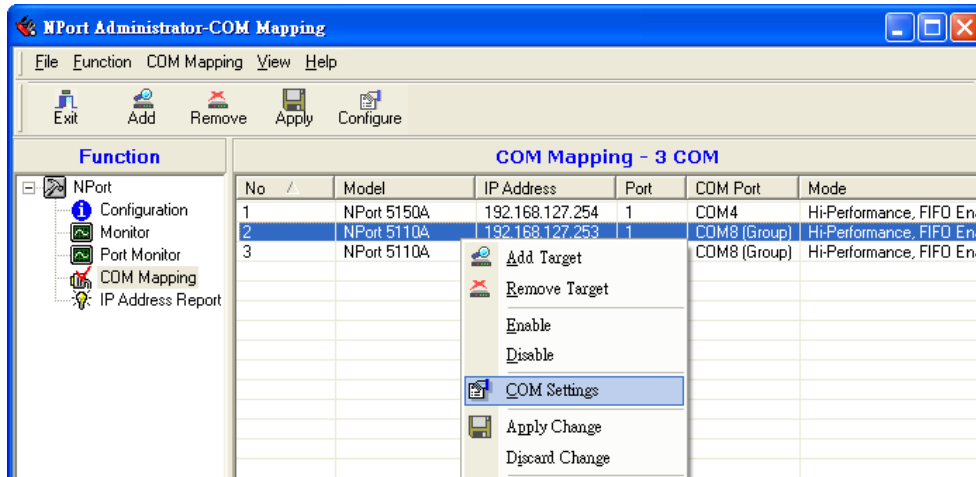 NPort Administrator-COM Mapping
File Function COM Mapping View Help
Exit Add Remove Apply Configure
Function
COM Mapping - 3 COM
NPort
Configuration
Monitor
Port Monitor
COM Mapping
IP Address Report
No Model IP Address Port COM Port Mode
1 NPort 5150A 192.168.127.254 1 COM4 Hi-Performance, FIFO En
2 NPort 5110A 192.168.127.253 1 COM8 (Group) Hi-Performance, FIFO En
3 NPort 5110A COM8 (Group) Hi-Performance, FIFO En
Add Target
Remove Target
Enable
Disable
COM Settings
Apply Change
Discard Change